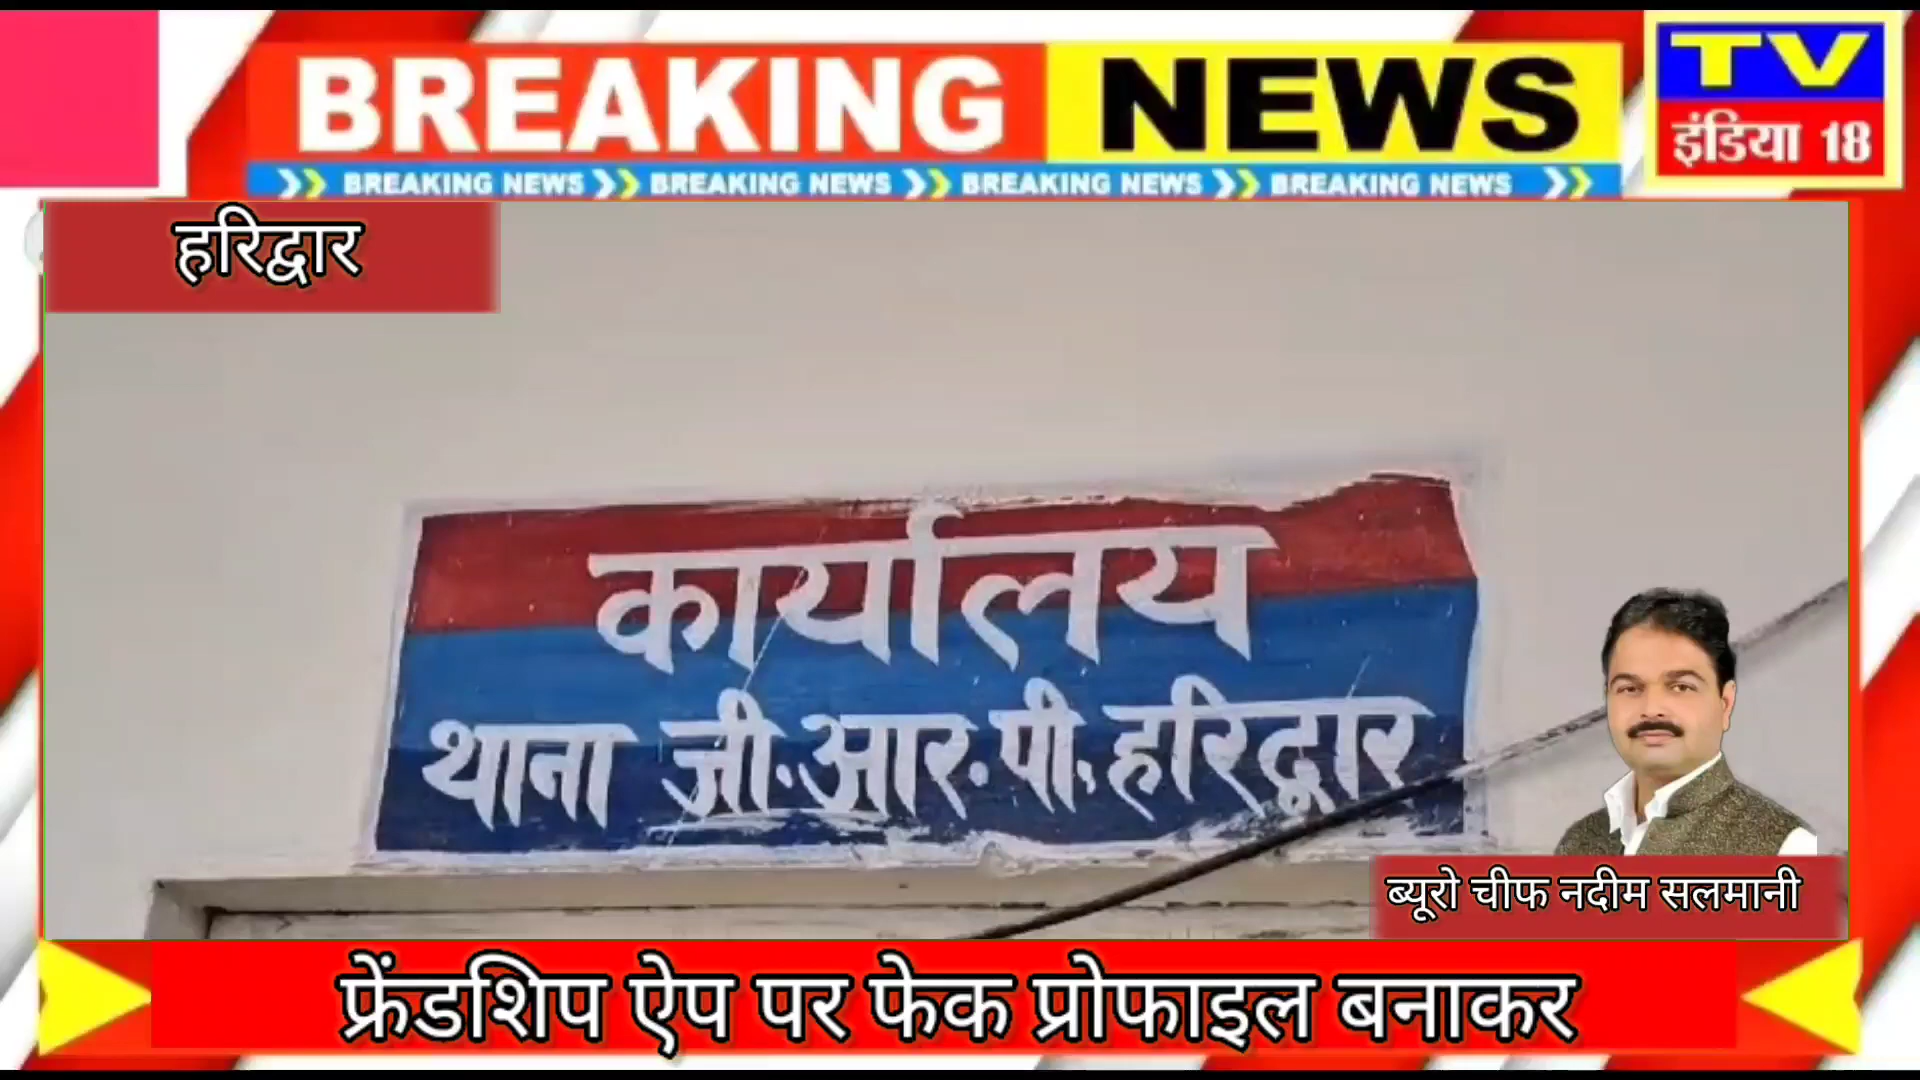 BREAKING NEWS
TV
इंडिया 18
BREAKING NEWS BREAKING NEWS BREAKING NEWS BREAKING NEWS
हरिद्वार
कार्यालय
थाना जी.आर.पी.हरिद्वार
ब्यूरो चीफ नदीम सलमानी
फ्रेंडशिप ऐप पर फेक प्रोफाइल बनाकर